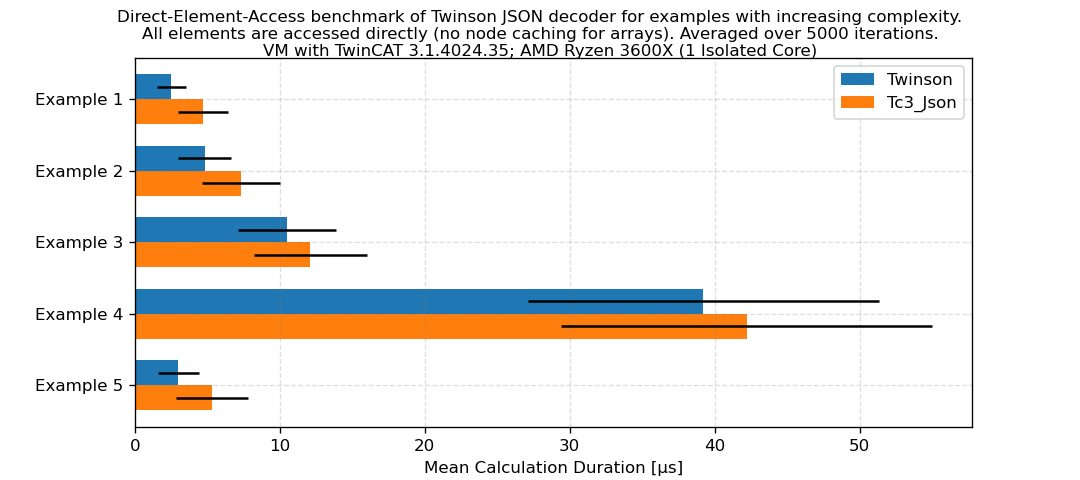 Direct-Element-Access benchmark of Twinson JSON decoder for examples with increasing complexity.
All elements are accessed directly (no node caching for arrays). Averaged over 5000 iterations.
VM with TwinCAT 3.1.4024.35; AMD Ryzen 3600X (1 Isolated Core)
Twinson
Tc3_Json
Example 1
Example 2
Example 3
Example 4
Example 5
0 10 20 30 40 50
Mean Calculation Duration [µs]